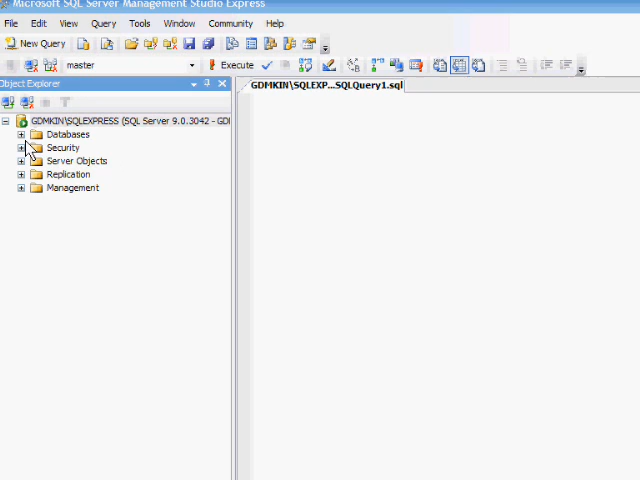 Microsoft SQL Server Management Studio Express
File Edit View Query Tools Window Community Help
New Query
master Execute
Object Explorer
GDMKIN\SQLEXP...SQLQuery1.sql
GDMKIN\SQLEXPRESS (SQL Server 9.0.3042 - GDI
Databases
Security
Server Objects
Replication
Management